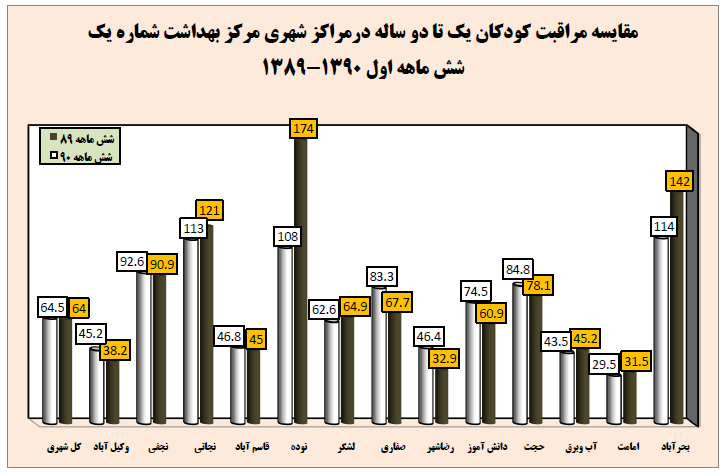 مقایسه مراقبت کودکان یک تا دو ساله درمراکز شهری مرکز بهداشت شماره یک
شش ماهه اول ۱۳۹۰-۱۳۸۹
شش ماهه ۸۹
شش ماهه ۹۰
174
142
121
113
108
114
92.6
90.9
83.3
84.8
78.1
74.5
64.5
64
62.6
64.9
67.7
60.9
45.2
38.2
46.8
45
46.4
32.9
43.5
45.2
29.5
31.5
بحرآباد
امامت
آب وبرق
حجت
دانش آموز
رضاشهر
صفاری
لشگر
نوده
قاسم آباد
نجاتی
نجفی
وکیل آباد
کل شهری